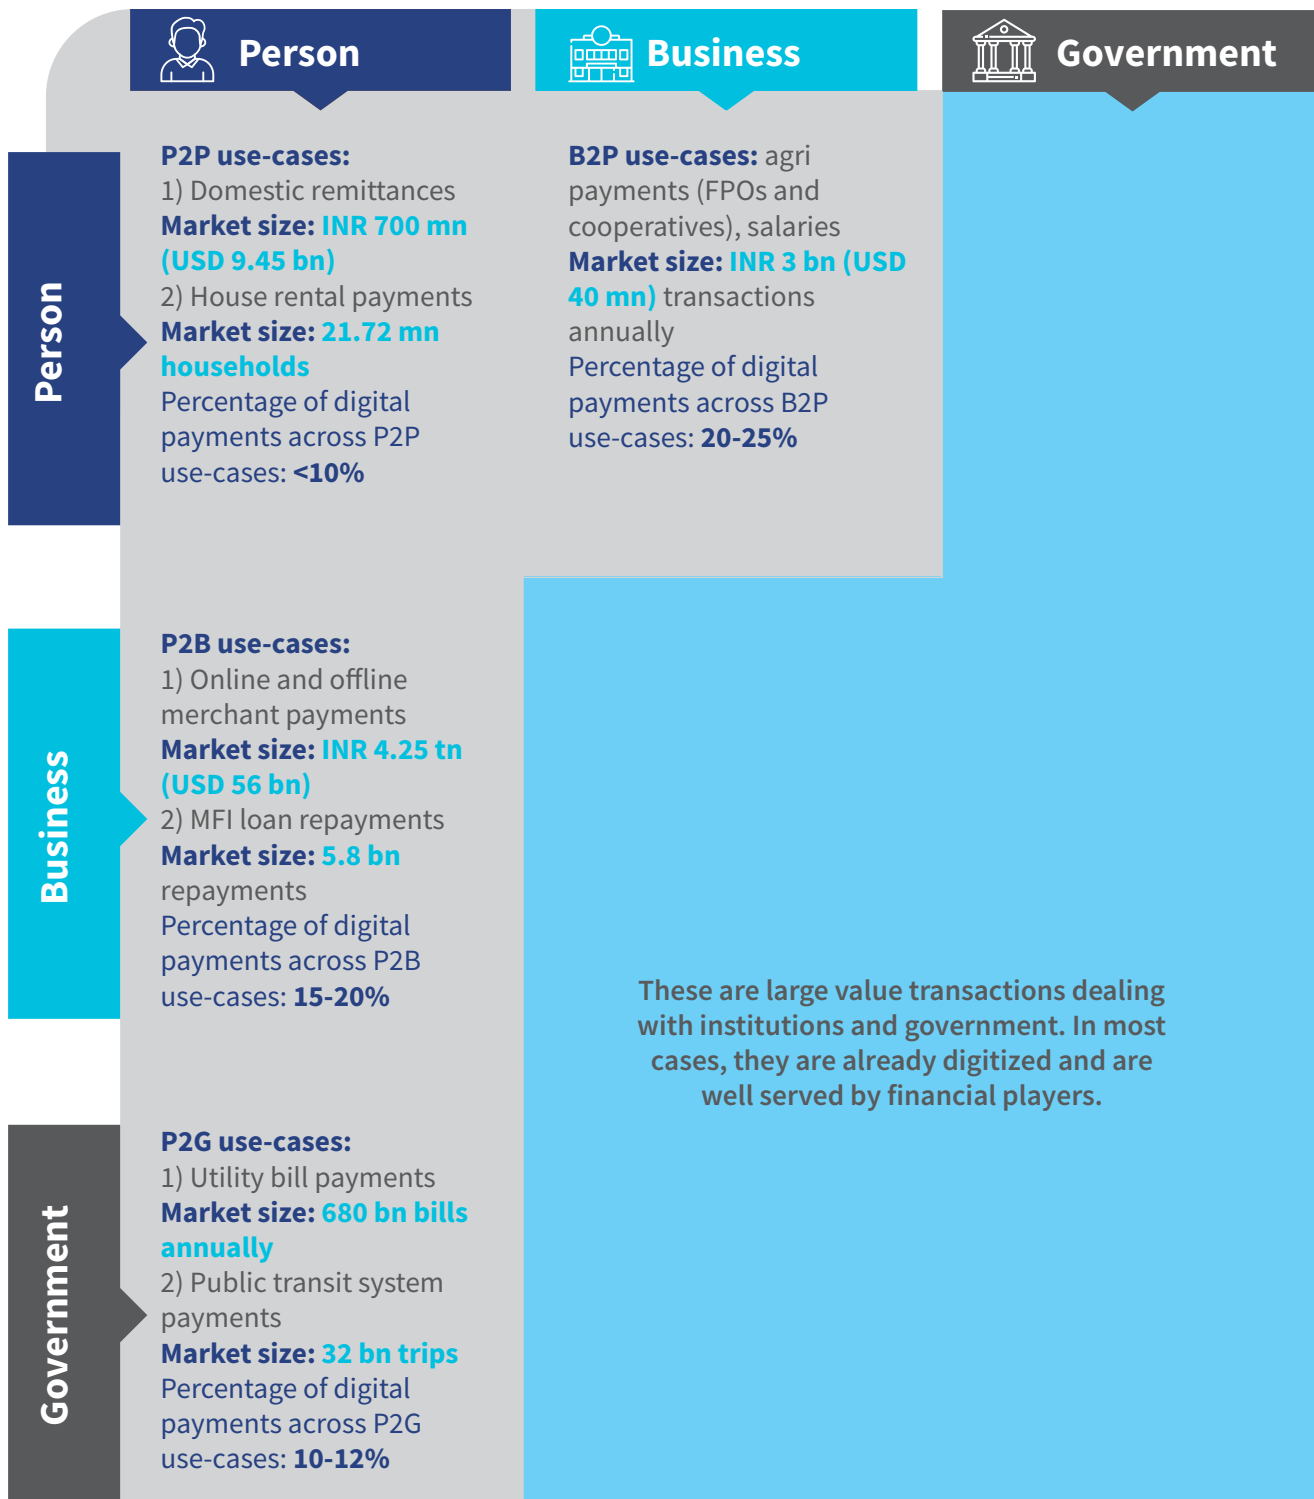 Person
Business
Government
Person
P2P use-cases:
1) Domestic remittances
Market size: INR 700 mn
(USD 9.45 bn)
2) House rental payments
Market size: 21.72 mn
households
Percentage of digital
payments across P2P
use-cases: <10%
B2P use-cases: agri
payments (FPOs and
cooperatives), salaries
Market size: INR 3 bn (USD
40 mn) transactions
annually
Percentage of digital
payments across B2P
use-cases: 20-25%
Business
P2B use-cases:
1) Online and offline
merchant payments
Market size: INR 4.25 tn
(USD 56 bn)
2) MFI loan repayments
Market size: 5.8 bn
repayments
Percentage of digital
payments across P2B
use-cases: 15-20%
These are large value transactions dealing
with institutions and government. In most
cases, they are already digitized and are
well served by financial players.
Government
P2G use-cases:
1) Utility bill payments
Market size: 680 bn bills
annually
2) Public transit system
payments
Market size: 32 bn trips
Percentage of digital
payments across P2G
use-cases: 10-12%